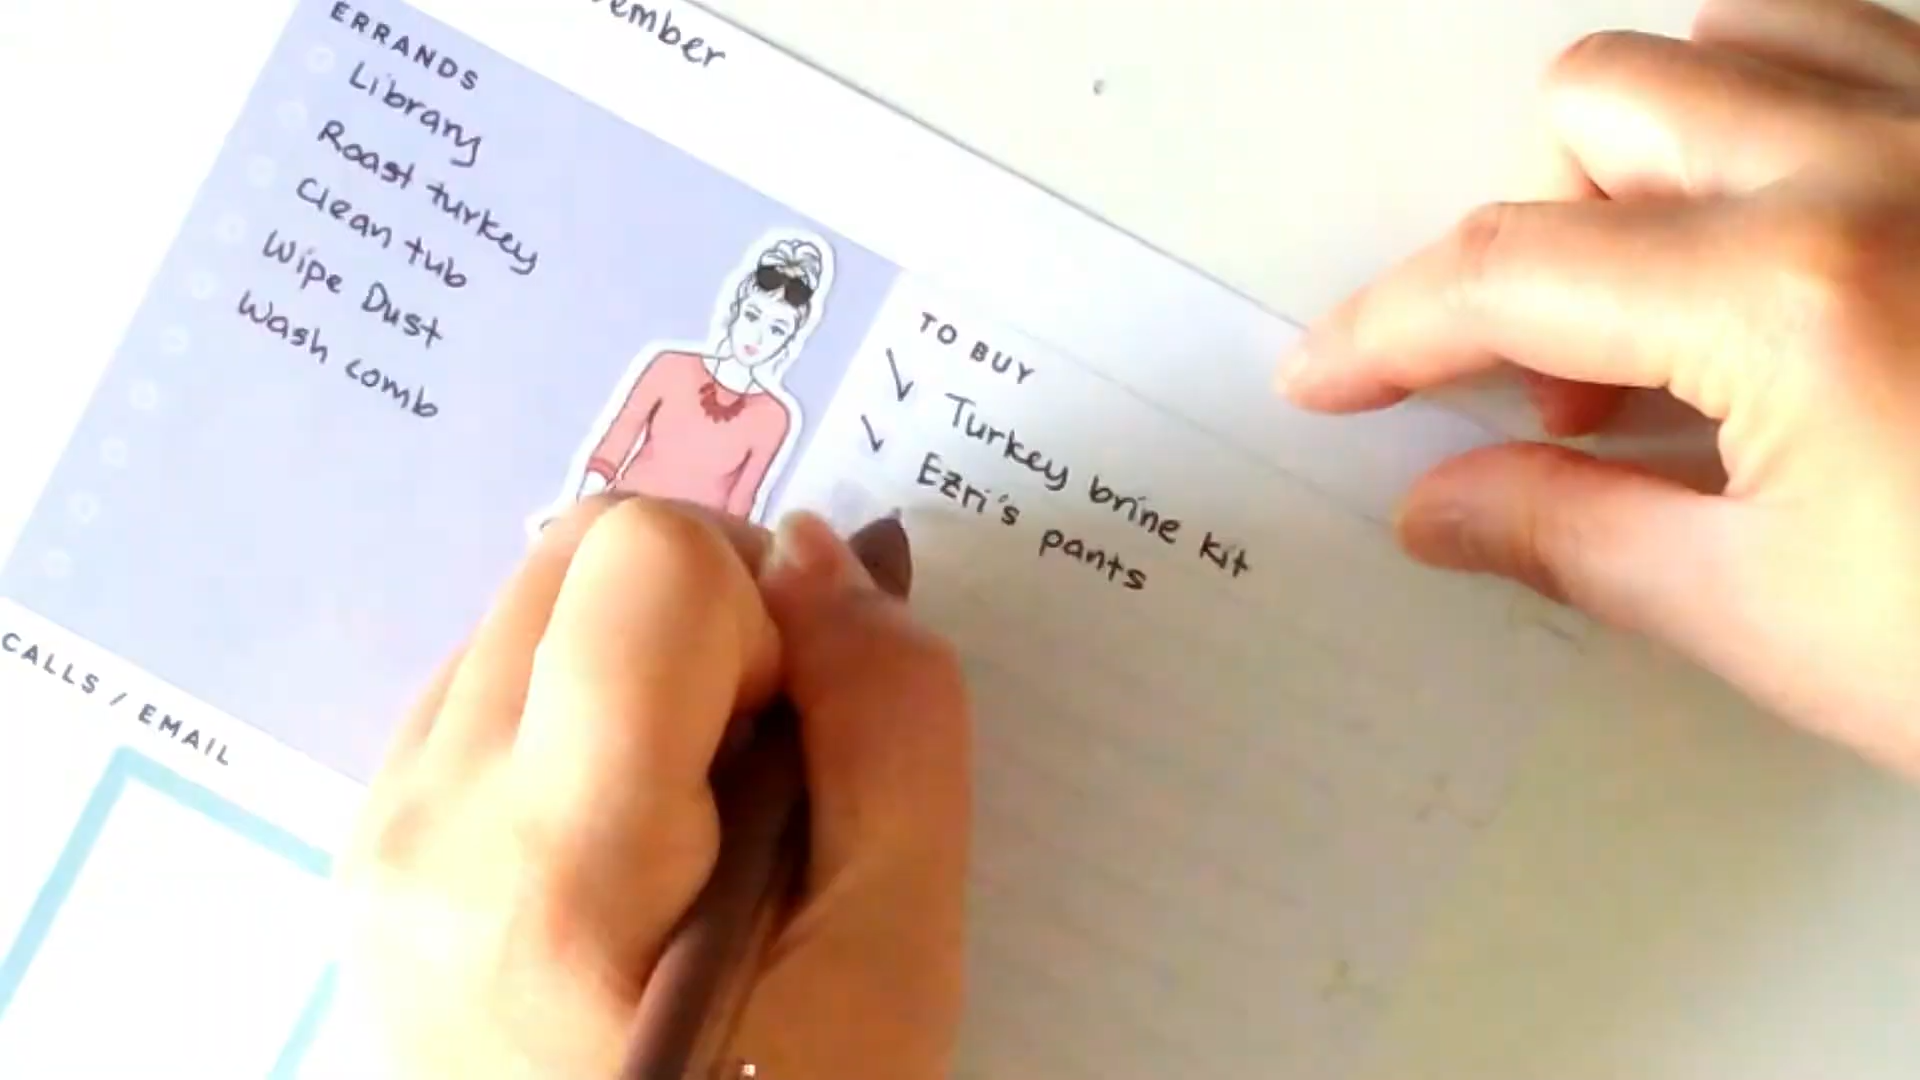 ERRANDS
Library
Roast turkey
Clean tub
Wipe Dust
Wash comb
TO BUY
Turkey brine kit
Ezri's pants
CALLS / EMAIL